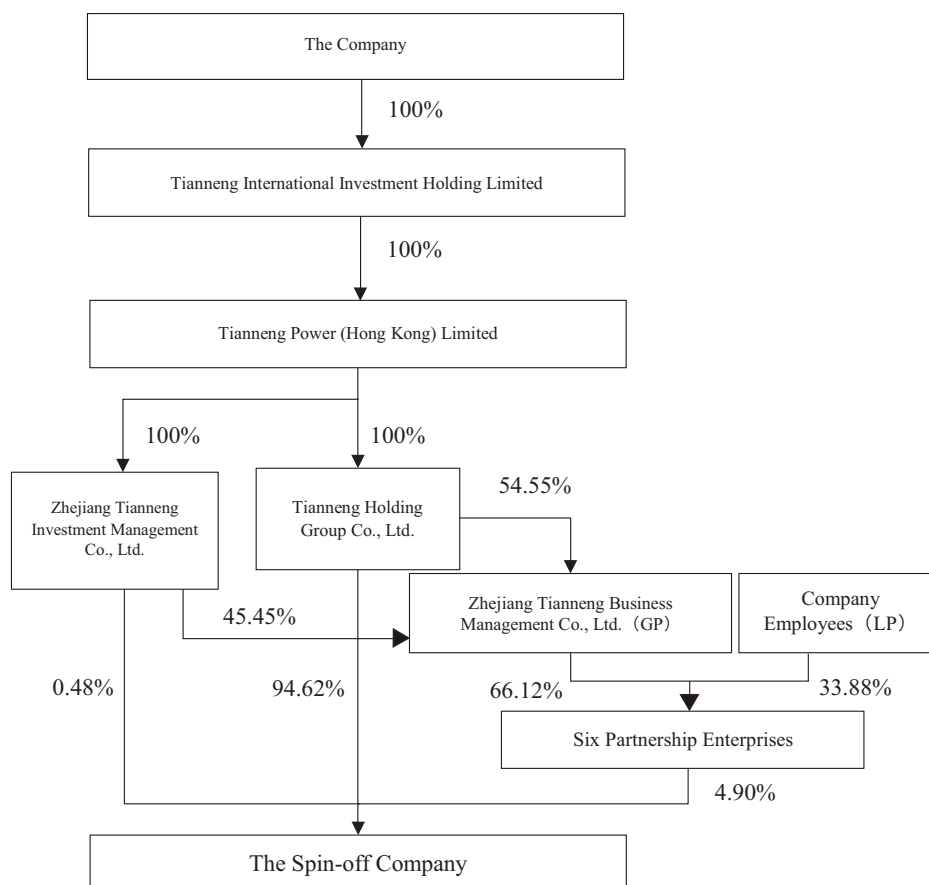 The Company
100%
Tianneng International Investment Holding Limited
100%
Tianneng Power (Hong Kong) Limited
100%
100%
Zhejiang Tianneng
Investment Management
Co., Ltd.
Tianneng Holding
Group Co., Ltd.
54.55%
45.45%
Zhejiang Tianneng Business
Management Co., Ltd.（GP）
Company
Employees（LP）
0.48%
94.62%
66.12%
33.88%
Six Partnership Enterprises
4.90%
The Spin-off Company